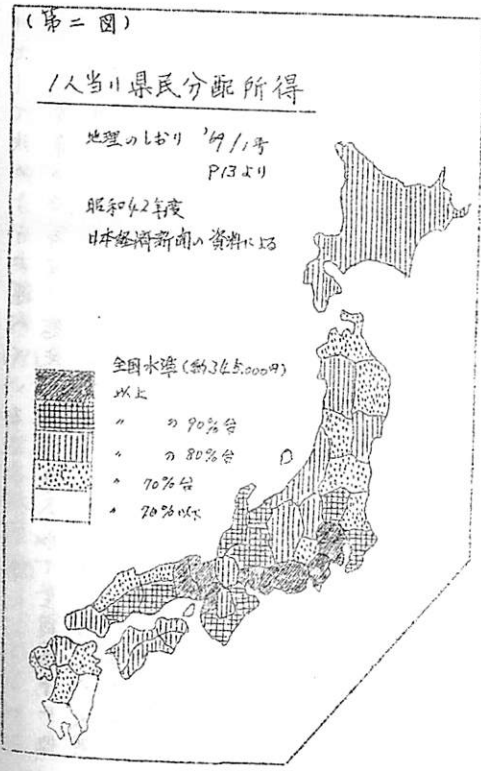 (第二図)
1人当り県民分配所得
地理のしおり '69/1号
P13より
昭和42年度
日本経済新聞の資料による
全国水準(約345.000円)
以上
〃 の90%台
〃 の80%台
〃 70%台
〃 70%以下